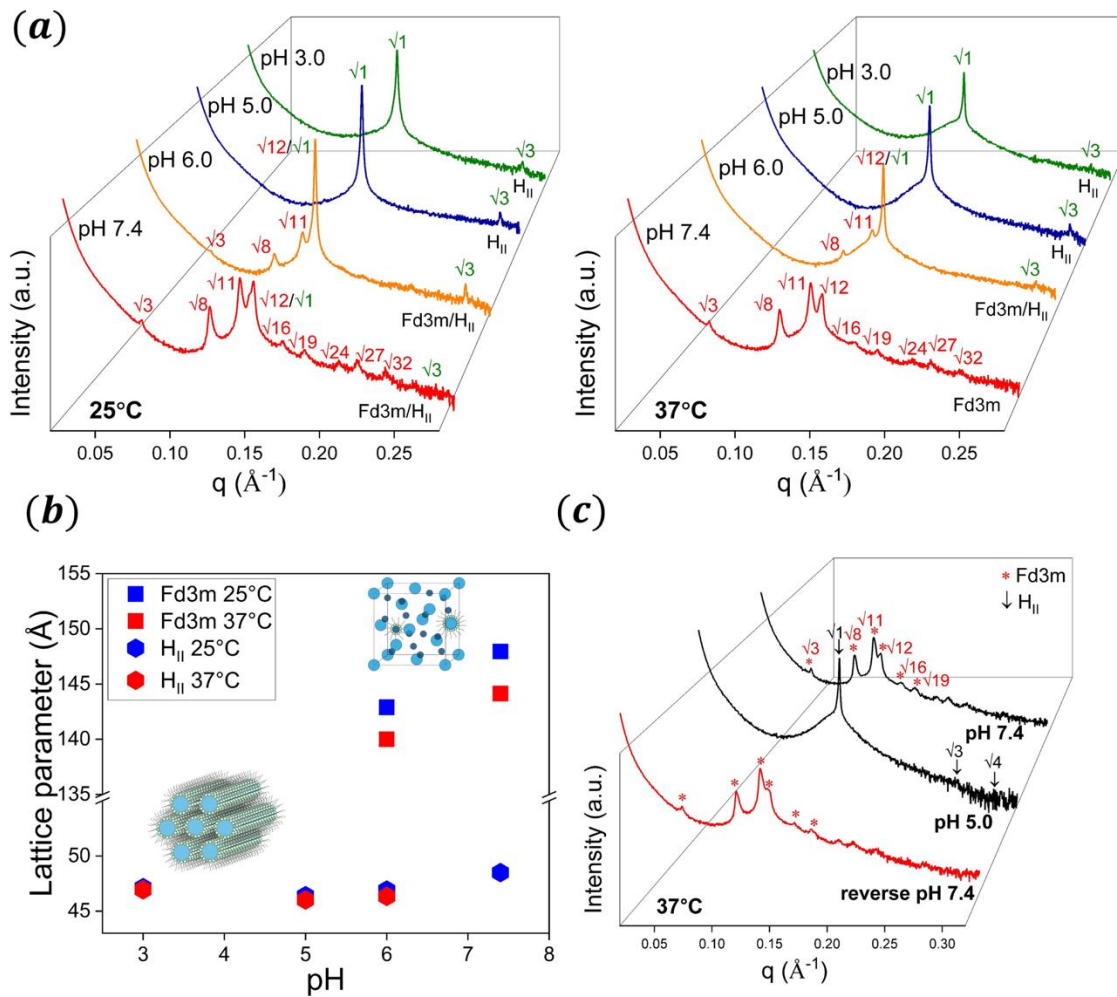 (a)
pH 3.0
pH 5.0
pH 6.0
pH 7.4
√1
√3
H_II
√1
√3
H_II
√12/√1
√11
√8
√3
√3
Fd3m/H_II
√3
√8
√11
√12/√1
√16
√19
√24
√27
√32
√3
Fd3m/H_II
25°C
Intensity (a.u.)
0.05 0.10 0.15 0.20 0.25
q (Å⁻¹)
pH 3.0
pH 5.0
pH 6.0
pH 7.4
√1
√3
H_II
√1
√3
H_II
√12/√1
√11
√8
√3
Fd3m/H_II
√3
√8
√11
√12
√16
√19
√24
√27
√32
Fd3m
37°C
Intensity (a.u.)
0.05 0.10 0.15 0.20 0.25
q (Å⁻¹)
(b)
Fd3m 25°C
Fd3m 37°C
H_II 25°C
H_II 37°C
Lattice parameter (Å)
155
150
145
140
135
50
45
3 4 5 6 7 8
pH
(c)
* Fd3m
↓ H_II
√3
√8
√11
√12
√16
√19
pH 7.4
√1
√3
√4
pH 5.0
reverse pH 7.4
37°C
Intensity (a.u.)
0.05 0.10 0.15 0.20 0.25 0.30
q (Å⁻¹)